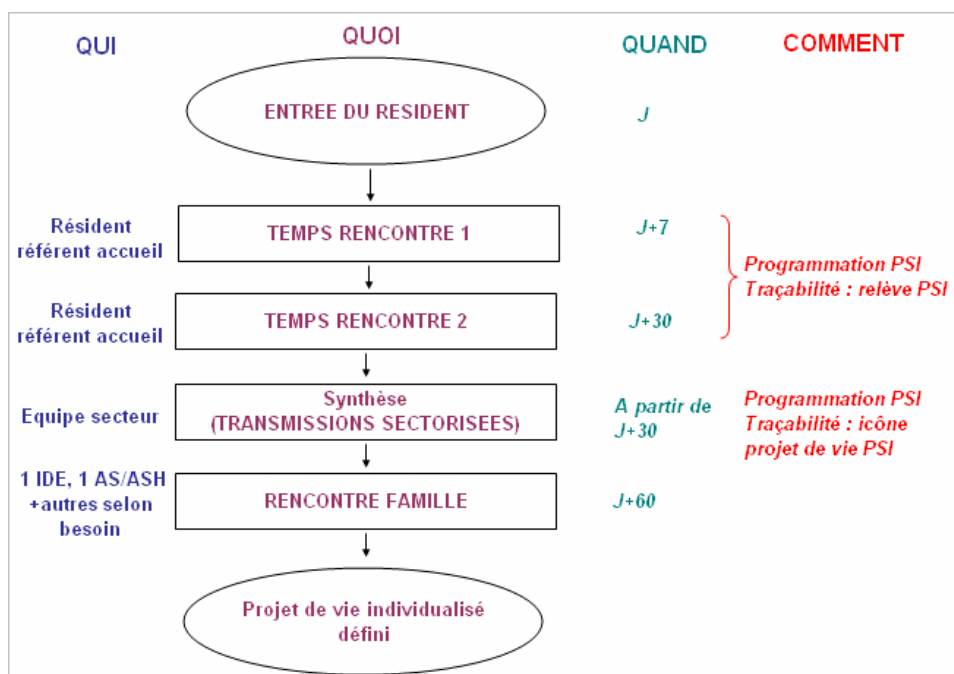 QUI
QUOI
QUAND
COMMENT
ENTREE DU RESIDENT
J
Résident
référent accueil
TEMPS RENCONTRE 1
J+7
Programmation PSI
Traçabilité : relève PSI
Résident
référent accueil
TEMPS RENCONTRE 2
J+30
Equipe secteur
Synthèse
(TRANSMISSIONS SECTORISEES)
A partir de
J+30
Programmation PSI
Traçabilité : icône
projet de vie PSI
1 IDE, 1 AS/ASH
+autres selon
besoin
RENCONTRE FAMILLE
J+60
Projet de vie individualisé
défini